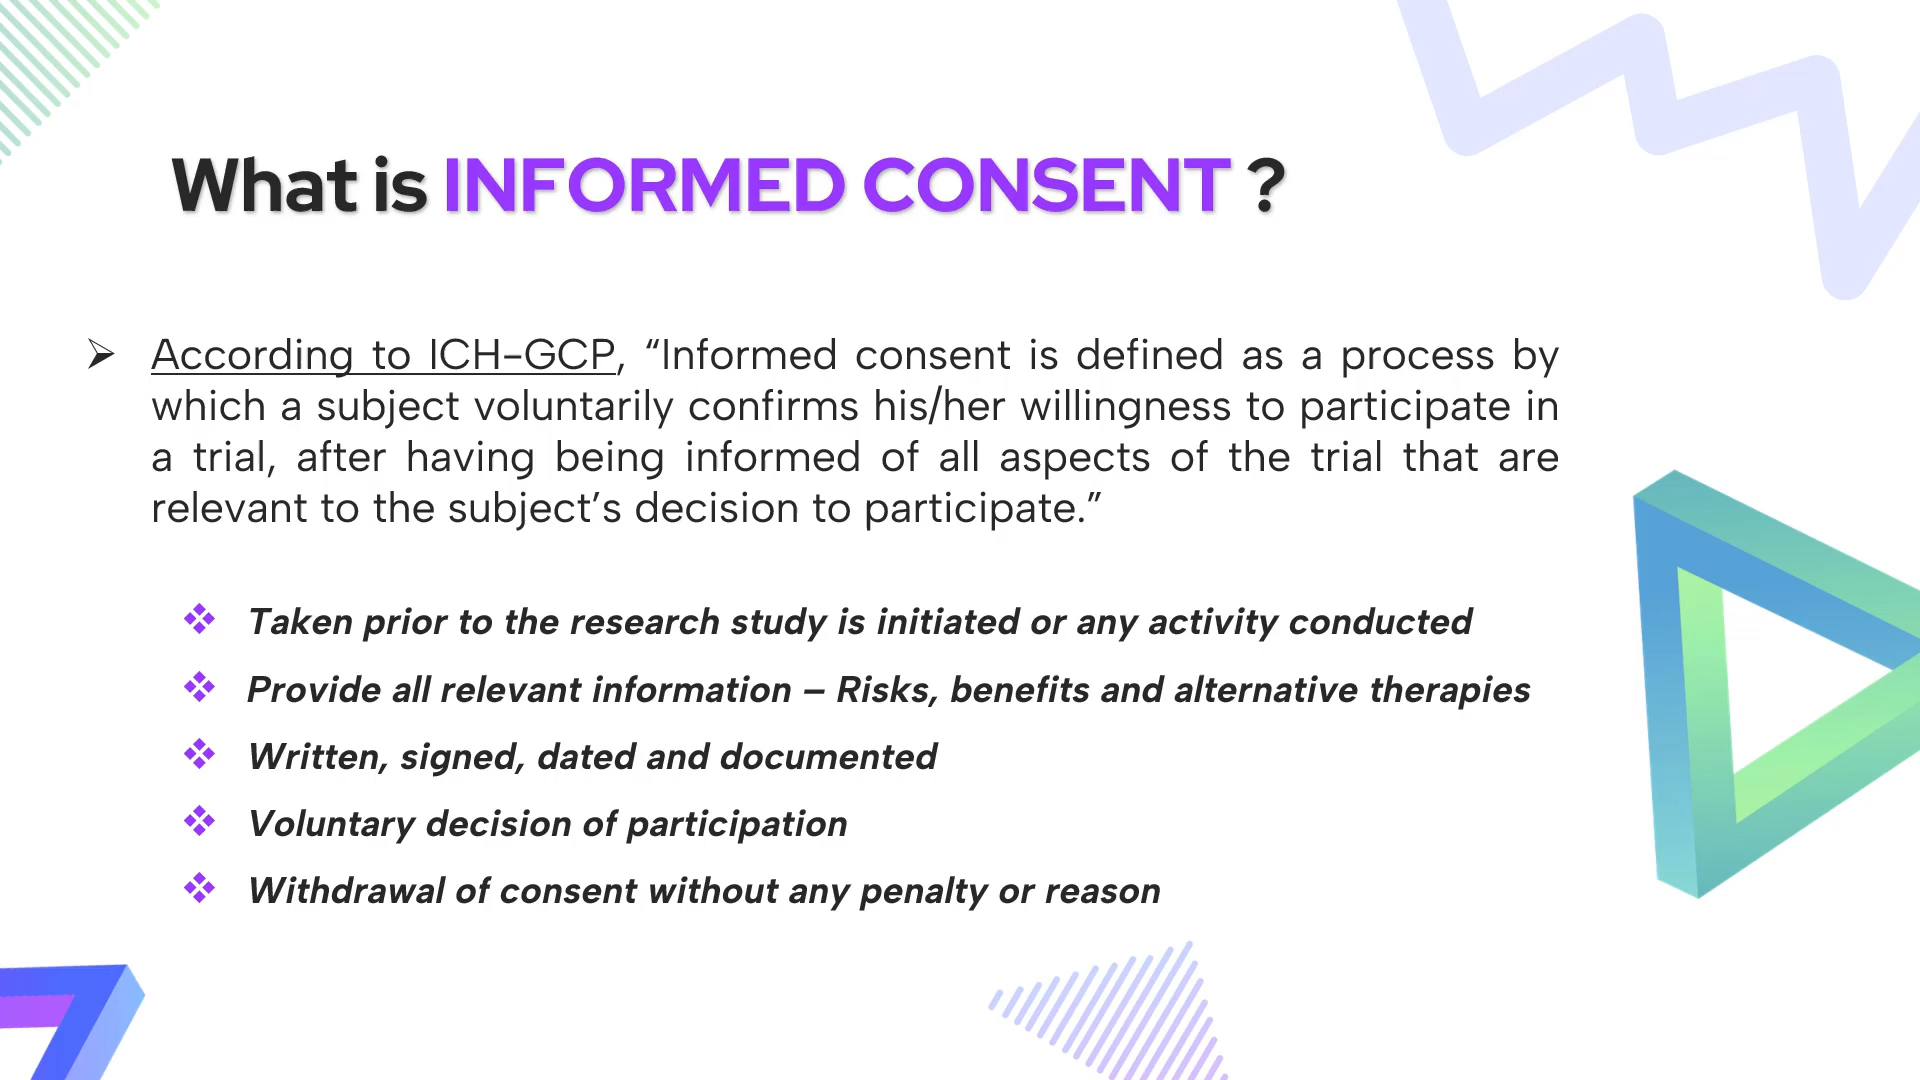 What is INFORMED CONSENT ?
➢ According to ICH-GCP, “Informed consent is defined as a process by
which a subject voluntarily confirms his/her willingness to participate in
a trial, after having being informed of all aspects of the trial that are
relevant to the subject’s decision to participate.”
❖ Taken prior to the research study is initiated or any activity conducted
❖ Provide all relevant information – Risks, benefits and alternative therapies
❖ Written, signed, dated and documented
❖ Voluntary decision of participation
❖ Withdrawal of consent without any penalty or reason